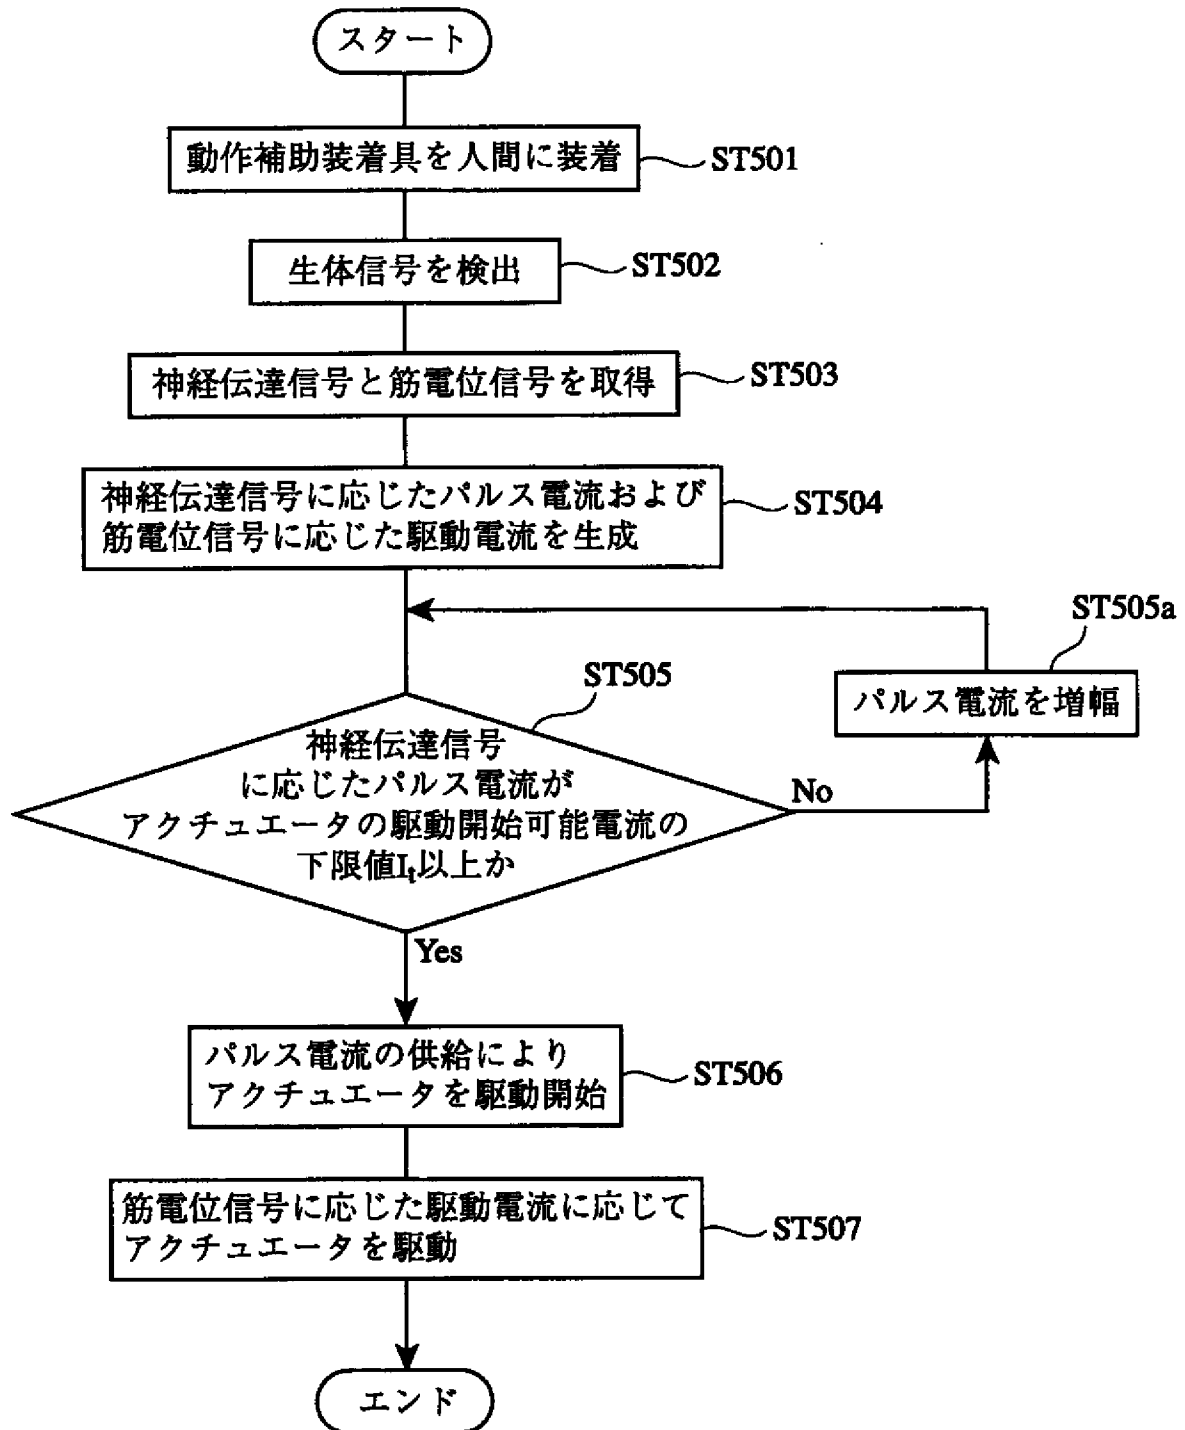 スタート
動作補助装着具を人間に装着
ST501
生体信号を検出
ST502
神経伝達信号と筋電位信号を取得
ST503
神経伝達信号に応じたパルス電流および
筋電位信号に応じた駆動電流を生成
ST504
ST505a
パルス電流を増幅
ST505
神経伝達信号
に応じたパルス電流が
アクチュエータの駆動開始可能電流の
下限値It以上か
No
Yes
パルス電流の供給により
アクチュエータを駆動開始
ST506
筋電位信号に応じた駆動電流に応じて
アクチュエータを駆動
ST507
エンド